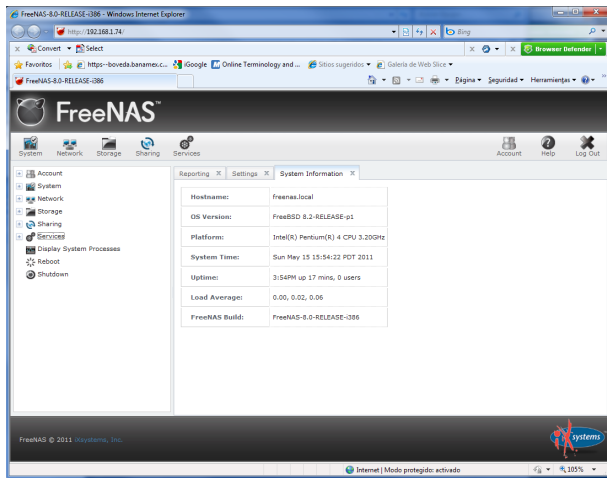 FreeNAS-8.0-RELEASE-i386 - Windows Internet Explorer
http://192.168.1.74/
Bing
x Convert Select
x Browser Defender
Favoritos https--boveda.banamex.c... iGoogle Online Terminology and ... Sitios sugeridos Galería de Web Slice
FreeNAS-8.0-RELEASE-i386
Página Seguridad Herramientas
FreeNAS™
System Network Storage Sharing Services Account Help Log Out
Account
System
Network
Storage
Sharing
Services
Display System Processes
Reboot
Shutdown
Reporting X Settings X System Information X
Hostname: freenas.local
OS Version: FreeBSD 8.2-RELEASE-p1
Platform: Intel(R) Pentium(R) 4 CPU 3.20GHz
System Time: Sun May 15 15:54:22 PDT 2011
Uptime: 3:54PM up 17 mins, 0 users
Load Average: 0.00, 0.02, 0.06
FreeNAS Build: FreeNAS-8.0-RELEASE-i386
FreeNAS © 2011 iXsystems, Inc.
iX systems
Internet | Modo protegido: activado
105%